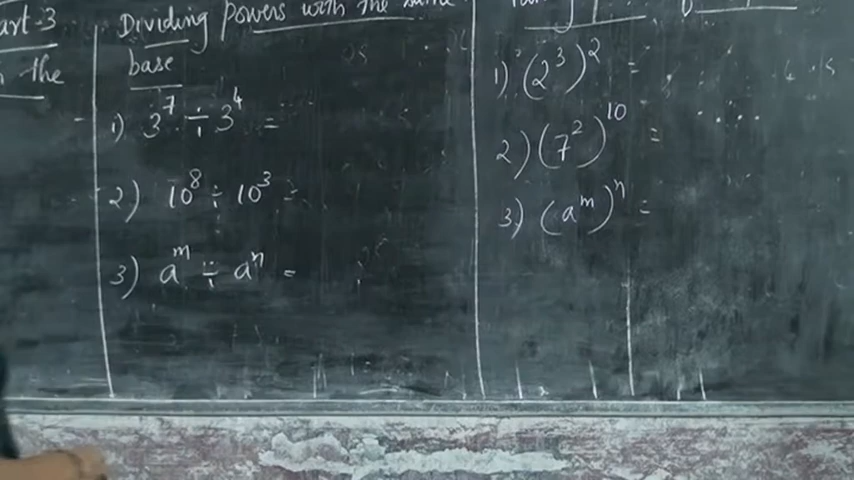 art-3
the
Dividing Powers with the same
base
1) 3⁷ ÷ 3⁴ =
2) 10⁸ ÷ 10³ =
3) aᵐ ÷ aⁿ =
1) (2³)² =
2) (7²)¹⁰ =
3) (aᵐ)ⁿ =